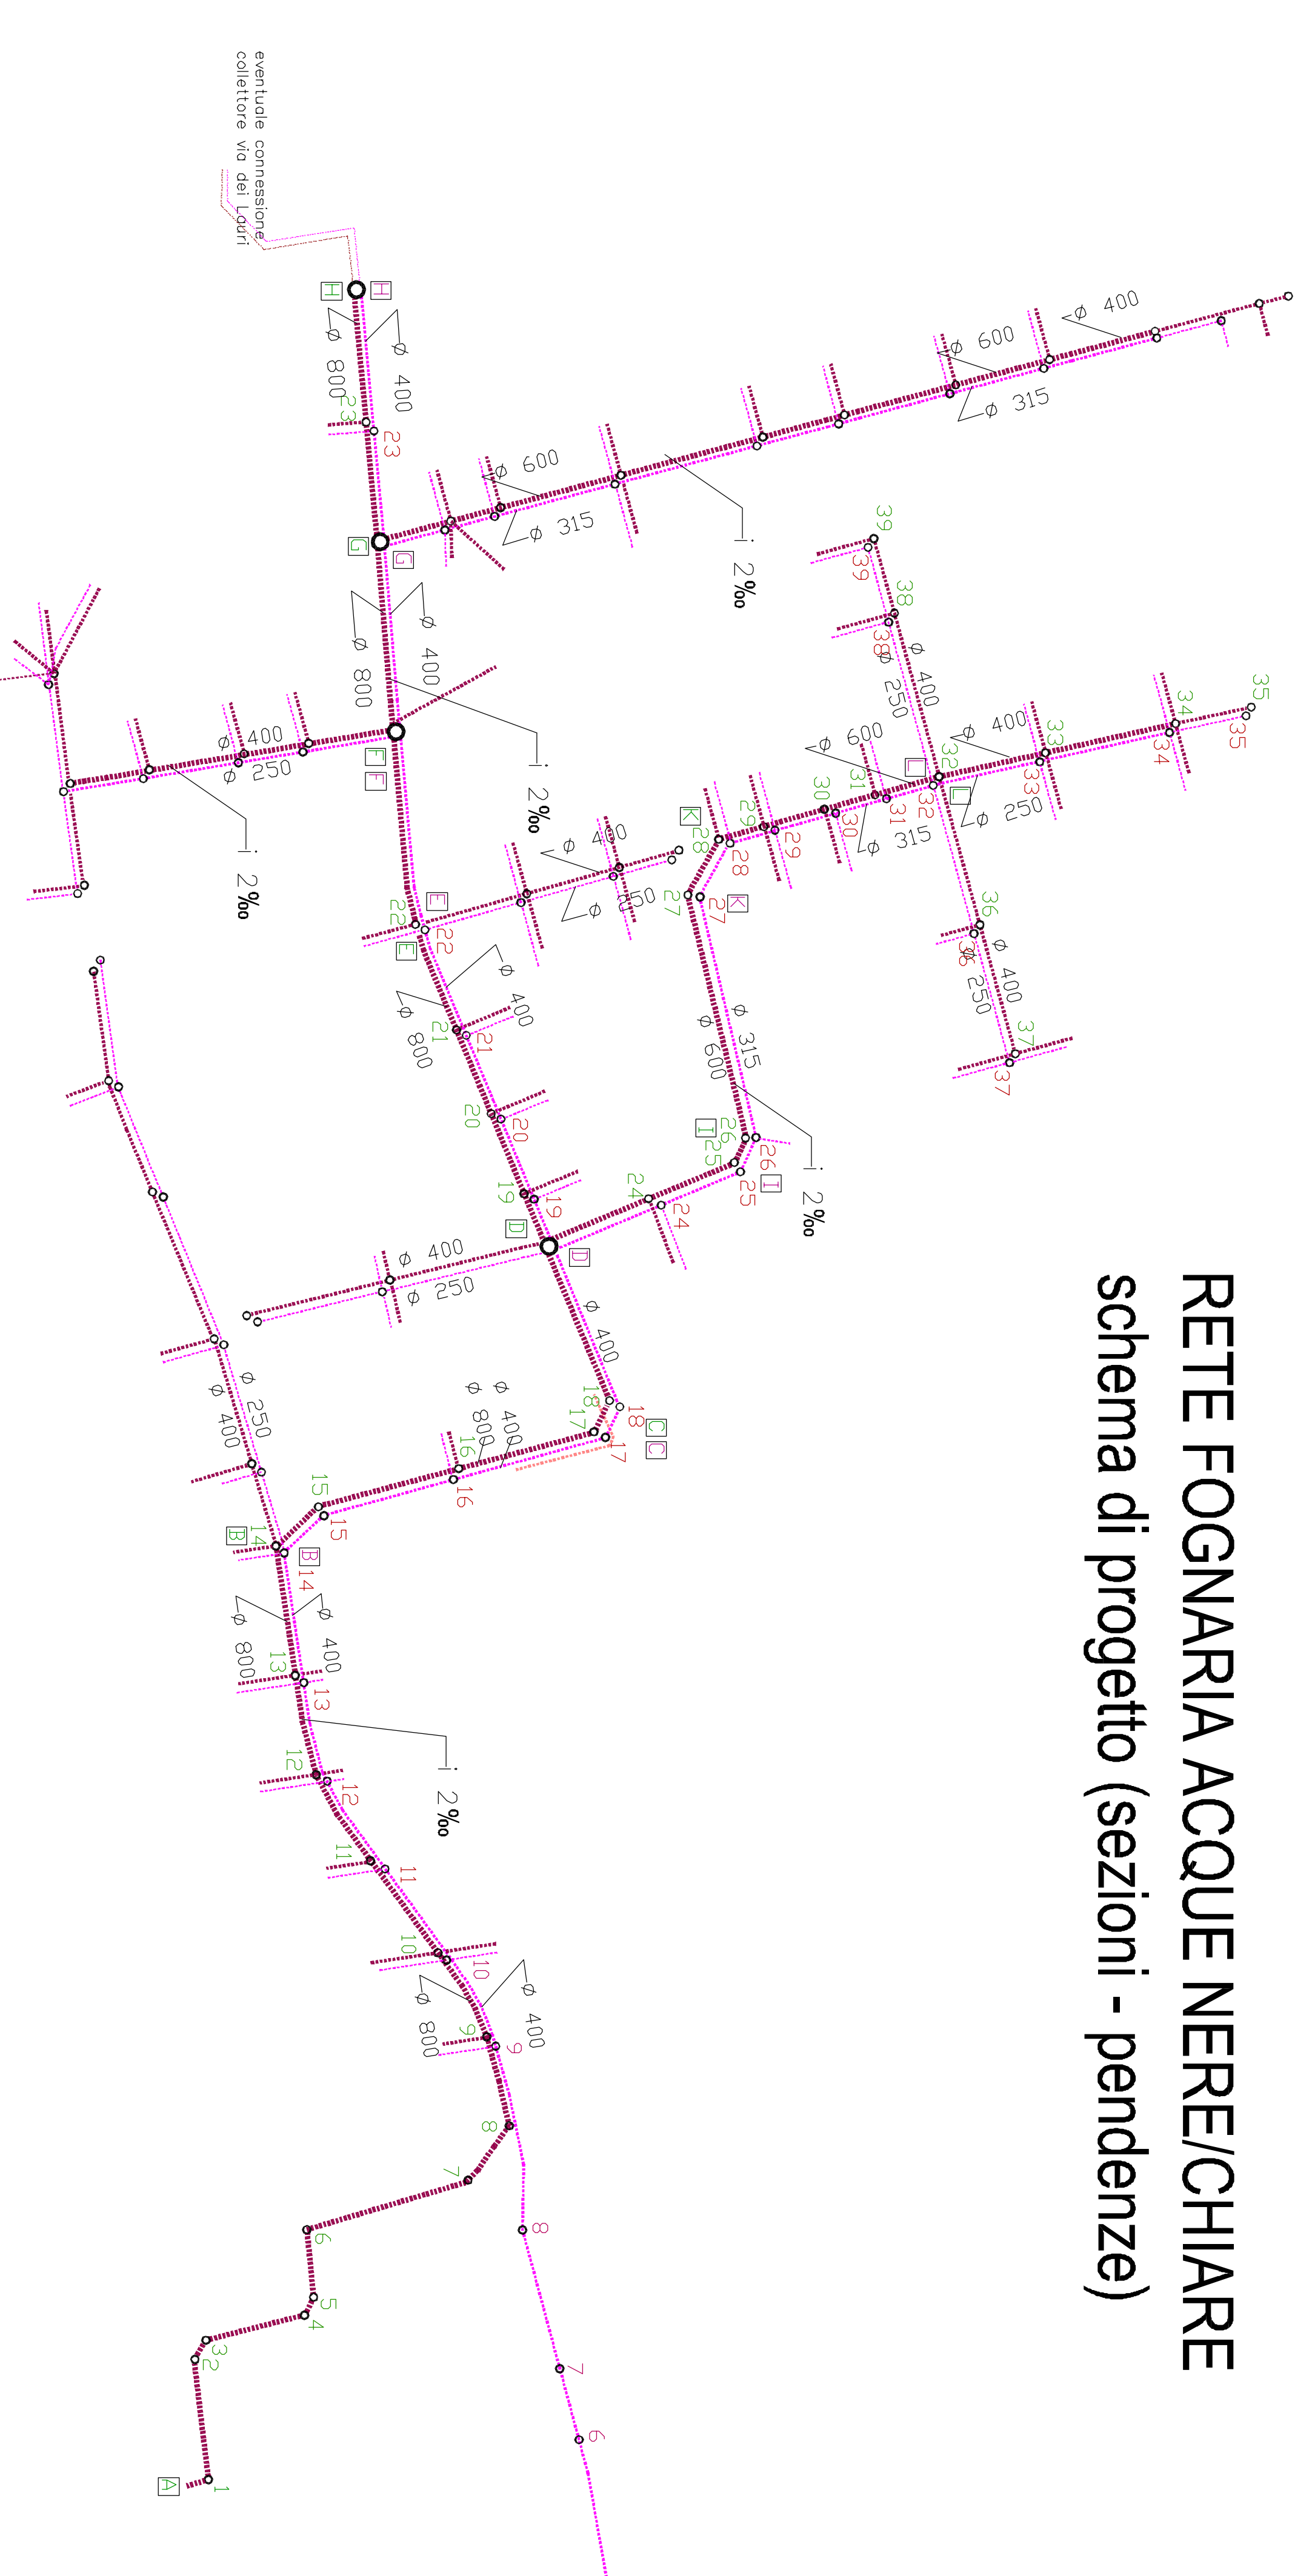 RETE FOGNARIA ACQUE NERE/CHIARE
schema di progetto (sezioni - pendenze)
eventuale connessione
collettore via dei Lauri
H
H
ø 800
ø 400
23
23
G
G
ø 600
ø 315
i 2‰
ø 600
ø 315
ø 400
ø 400
ø 800
i 2‰
F
F
ø 400
ø 250
i 2‰
E
E
22
22
ø 400
ø 250
ø 400
ø 800
21
21
20
20
19
19
D
D
ø 400
ø 250
24
24
25
25
26
26
I
I
i 2‰
ø 315
ø 600
27
27
K
K
28
28
29
29
30
30
31
31
ø 600
ø 315
L
L
32
32
ø 400
ø 250
33
33
34
34
35
35
39
39
38
38
ø 400
ø 250
36
36
ø 400
ø 250
37
37
ø 400
18
18
17
17
C
C
ø 400
ø 800
16
16
15
15
ø 250
ø 400
14
14
B
B
ø 400
ø 800
13
13
i 2‰
12
12
11
11
10
10
ø 400
ø 800
9
9
8
8
7
7
6
6
5
4
3
2
1
A